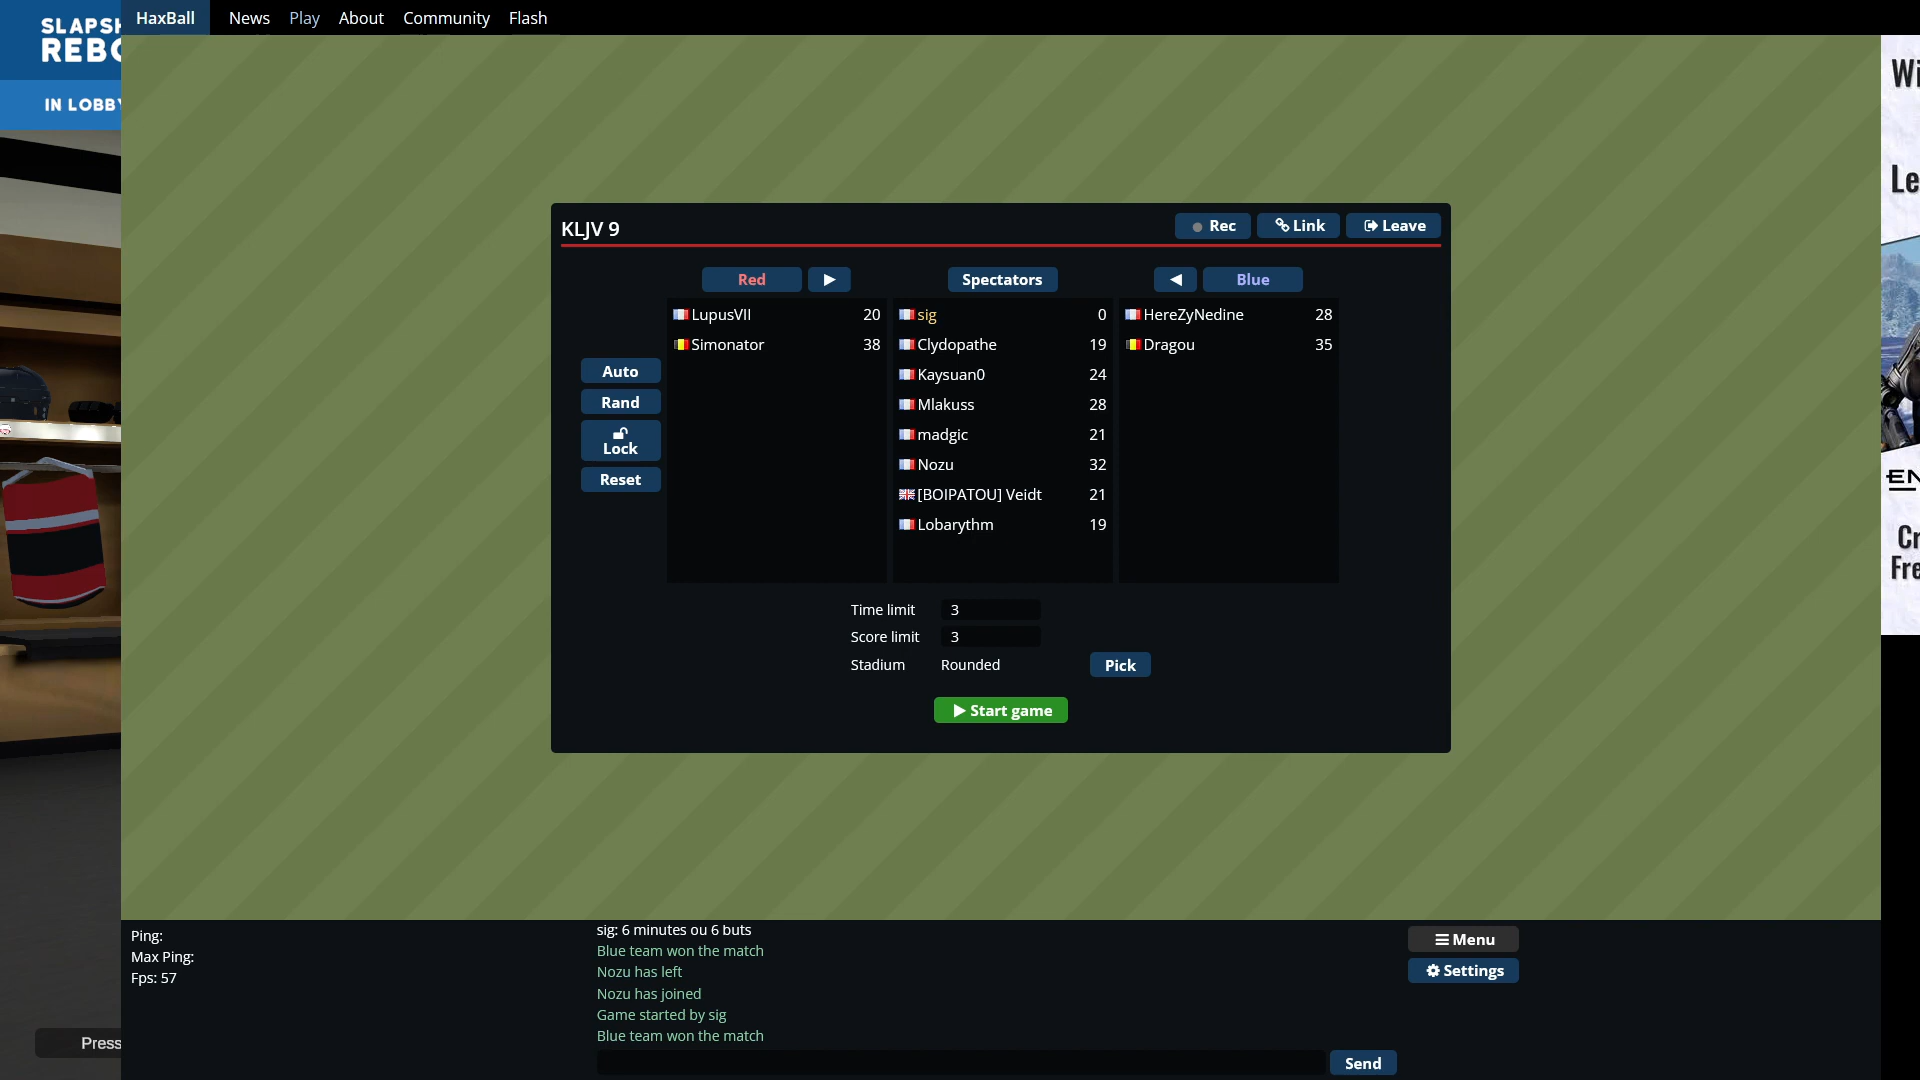 SLAPSH
REBO
IN LOBBY
HaxBall
News
Play
About
Community
Flash
KLJV 9
Rec
Link
Leave
Red
Spectators
Blue
LupusVII 20
Simonator 38
sig 0
Clydopathe 19
Kaysuan0 24
Mlakuss 28
madgic 21
Nozu 32
[BOIPATOU] Veidt 21
Lobarythm 19
HereZyNedine 28
Dragou 35
Auto
Rand
Lock
Reset
Time limit 3
Score limit 3
Stadium Rounded Pick
Start game
Ping:
Max Ping:
Fps: 57
sig: 6 minutes ou 6 buts
Blue team won the match
Nozu has left
Nozu has joined
Game started by sig
Blue team won the match
Send
Menu
Settings
Press
Wi
Le
EN
Cr
Fre